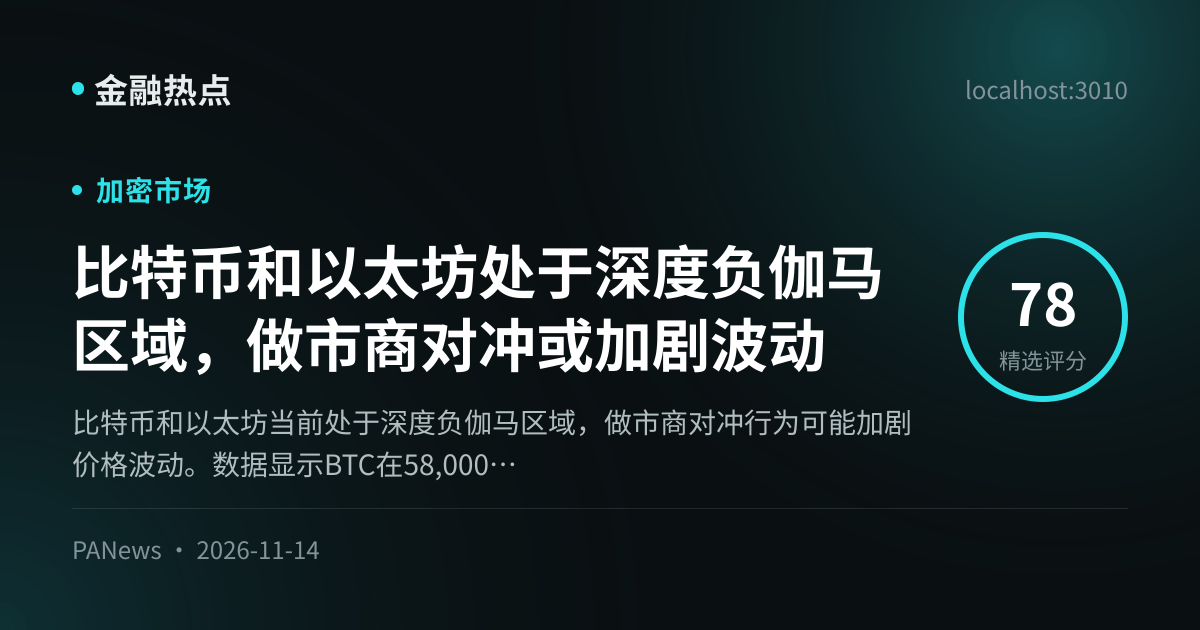 金融热点
localhost:3010
加密市场
比特币和以太坊处于深度负伽马
区域，做市商对冲或加剧波动
78
精选评分
比特币和以太坊当前处于深度负伽马区域，做市商对冲行为可能加剧
价格波动。数据显示BTC在58,000…
PANews • 2026-11-14